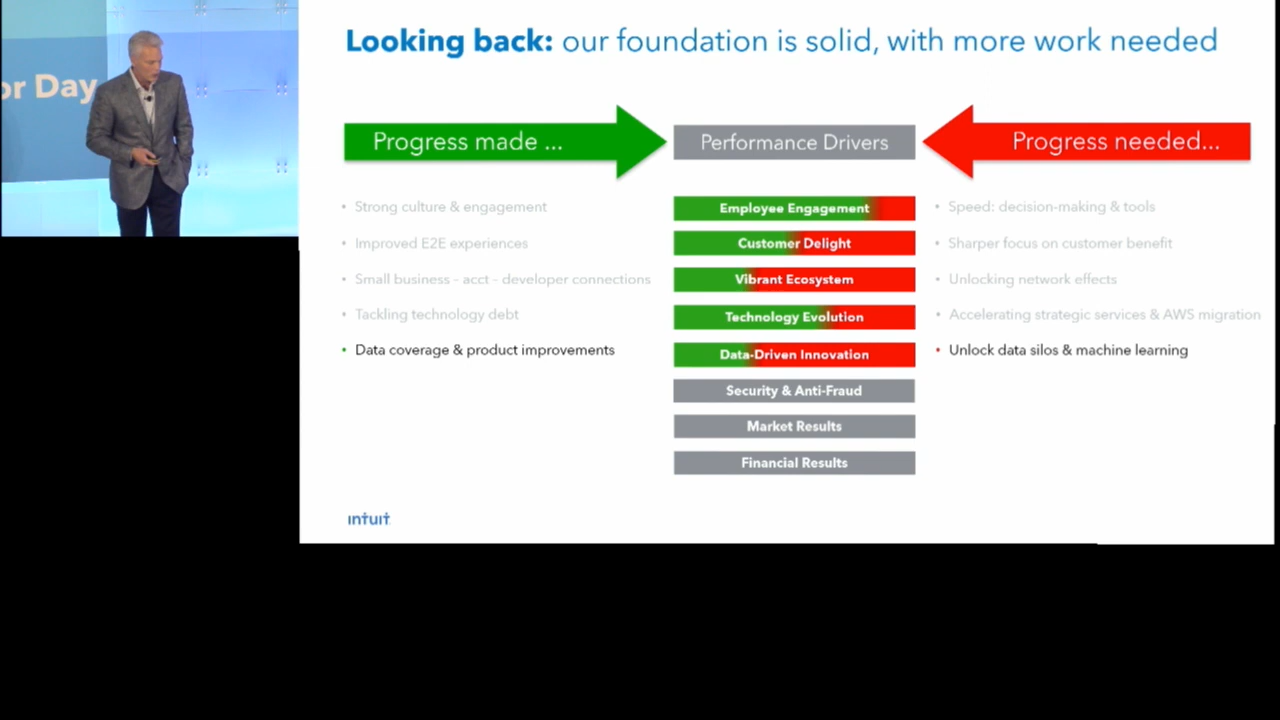 or Day
Looking back: our foundation is solid, with more work needed
Progress made ...
Performance Drivers
Progress needed...
• Strong culture & engagement
Employee Engagement
• Speed: decision-making & tools
• Improved E2E experiences
Customer Delight
• Sharper focus on customer benefit
• Small business – acct – developer connections
Vibrant Ecosystem
• Unlocking network effects
• Tackling technology debt
Technology Evolution
• Accelerating strategic services & AWS migration
• Data coverage & product improvements
Data-Driven Innovation
• Unlock data silos & machine learning
Security & Anti-Fraud
Market Results
Financial Results
intuit